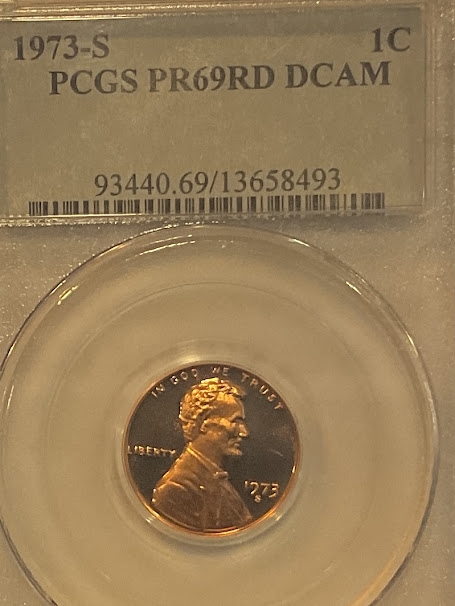 1973-S 1C
PCGS PR69RD DCAM
93440.69/13658493
IN GOD WE TRUST
LIBERTY
1973
S